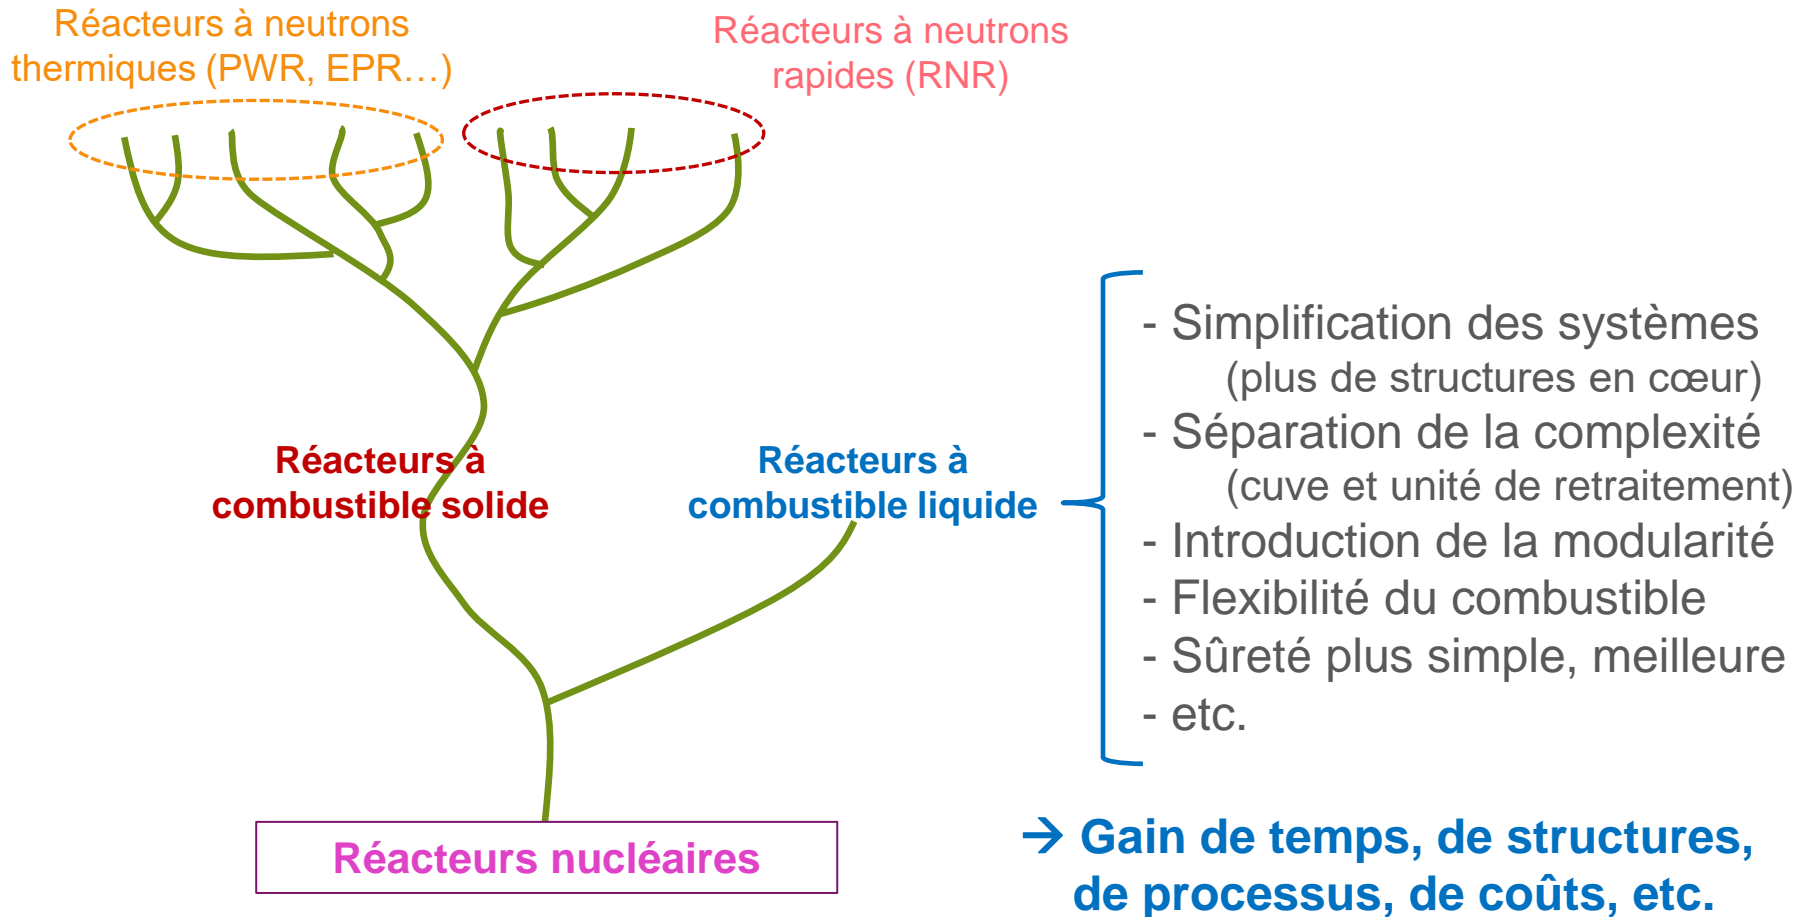 Réacteurs à neutrons
thermiques (PWR, EPR…)
Réacteurs à neutrons
rapides (RNR)
Réacteurs à
combustible solide
Réacteurs à
combustible liquide
- Simplification des systèmes
(plus de structures en cœur)
- Séparation de la complexité
(cuve et unité de retraitement)
- Introduction de la modularité
- Flexibilité du combustible
- Sûreté plus simple, meilleure
- etc.
Réacteurs nucléaires
→ Gain de temps, de structures,
de processus, de coûts, etc.